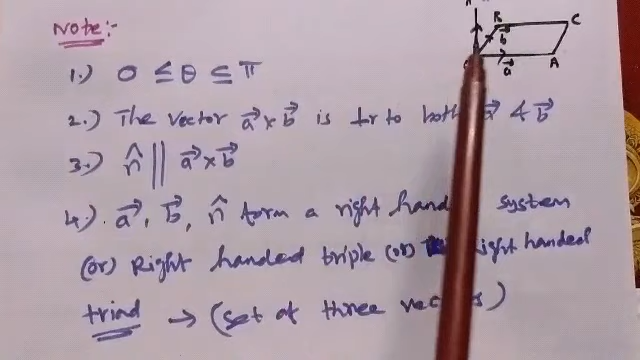 Note:
1.) 0 ≤ θ ≤ π
2.) The vector a⃗ × b⃗ is ⊥r to both a⃗ & b⃗
3.) n̂ || a⃗ × b⃗
4.) a⃗, b⃗, n̂ form a right hand system
(or) Right handed triple (or) right handed
triad → (set of three vectors)
B
C
b⃗
A
a⃗